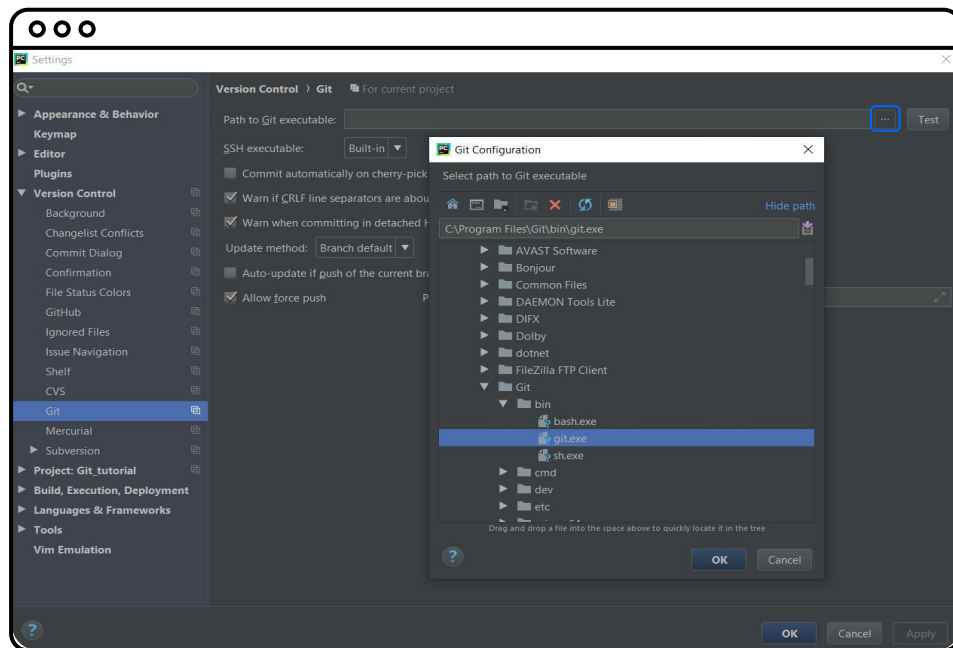 Settings
Version Control › Git For current project
Appearance & Behavior
Keymap
Editor
Plugins
Version Control
Background
Changelist Conflicts
Commit Dialog
Confirmation
File Status Colors
GitHub
Ignored Files
Issue Navigation
Shelf
CVS
Git
Mercurial
Subversion
Project: Git_tutorial
Build, Execution, Deployment
Languages & Frameworks
Tools
Vim Emulation
Path to Git executable: ... Test
SSH executable: Built-in
Commit automatically on cherry-pick
Warn if CRLF line separators are abou
Warn when committing in detached H
Update method: Branch default
Auto-update if push of the current bra
Allow force push P
Git Configuration
Select path to Git executable
Hide path
C:\Program Files\Git\bin\git.exe
AVAST Software
Bonjour
Common Files
DAEMON Tools Lite
DIFX
Dolby
dotnet
FileZilla FTP Client
Git
bin
bash.exe
git.exe
sh.exe
cmd
dev
etc
Drag and drop a file into the space above to quickly locate it in the tree
? OK Cancel
? OK Cancel Apply